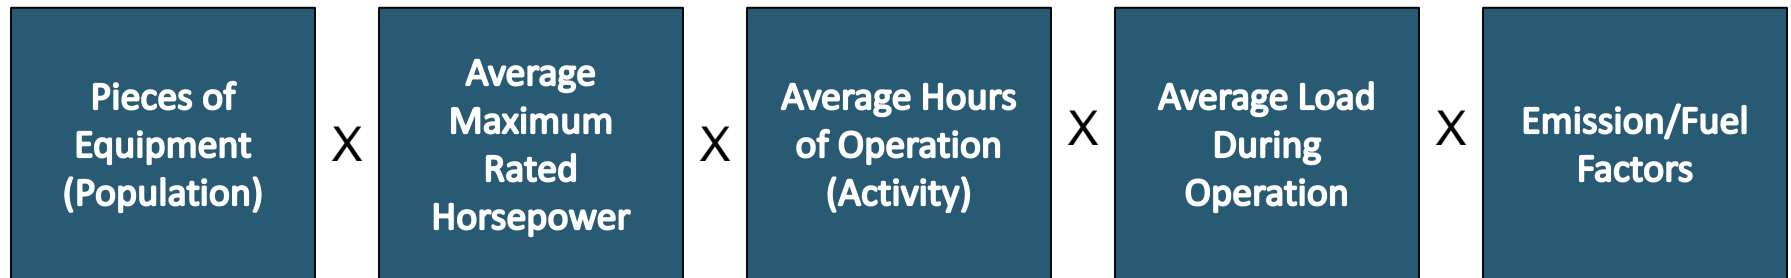 Pieces of
Equipment
(Population)
X
Average
Maximum
Rated
Horsepower
X
Average Hours
of Operation
(Activity)
X
Average Load
During
Operation
X
Emission/Fuel
Factors